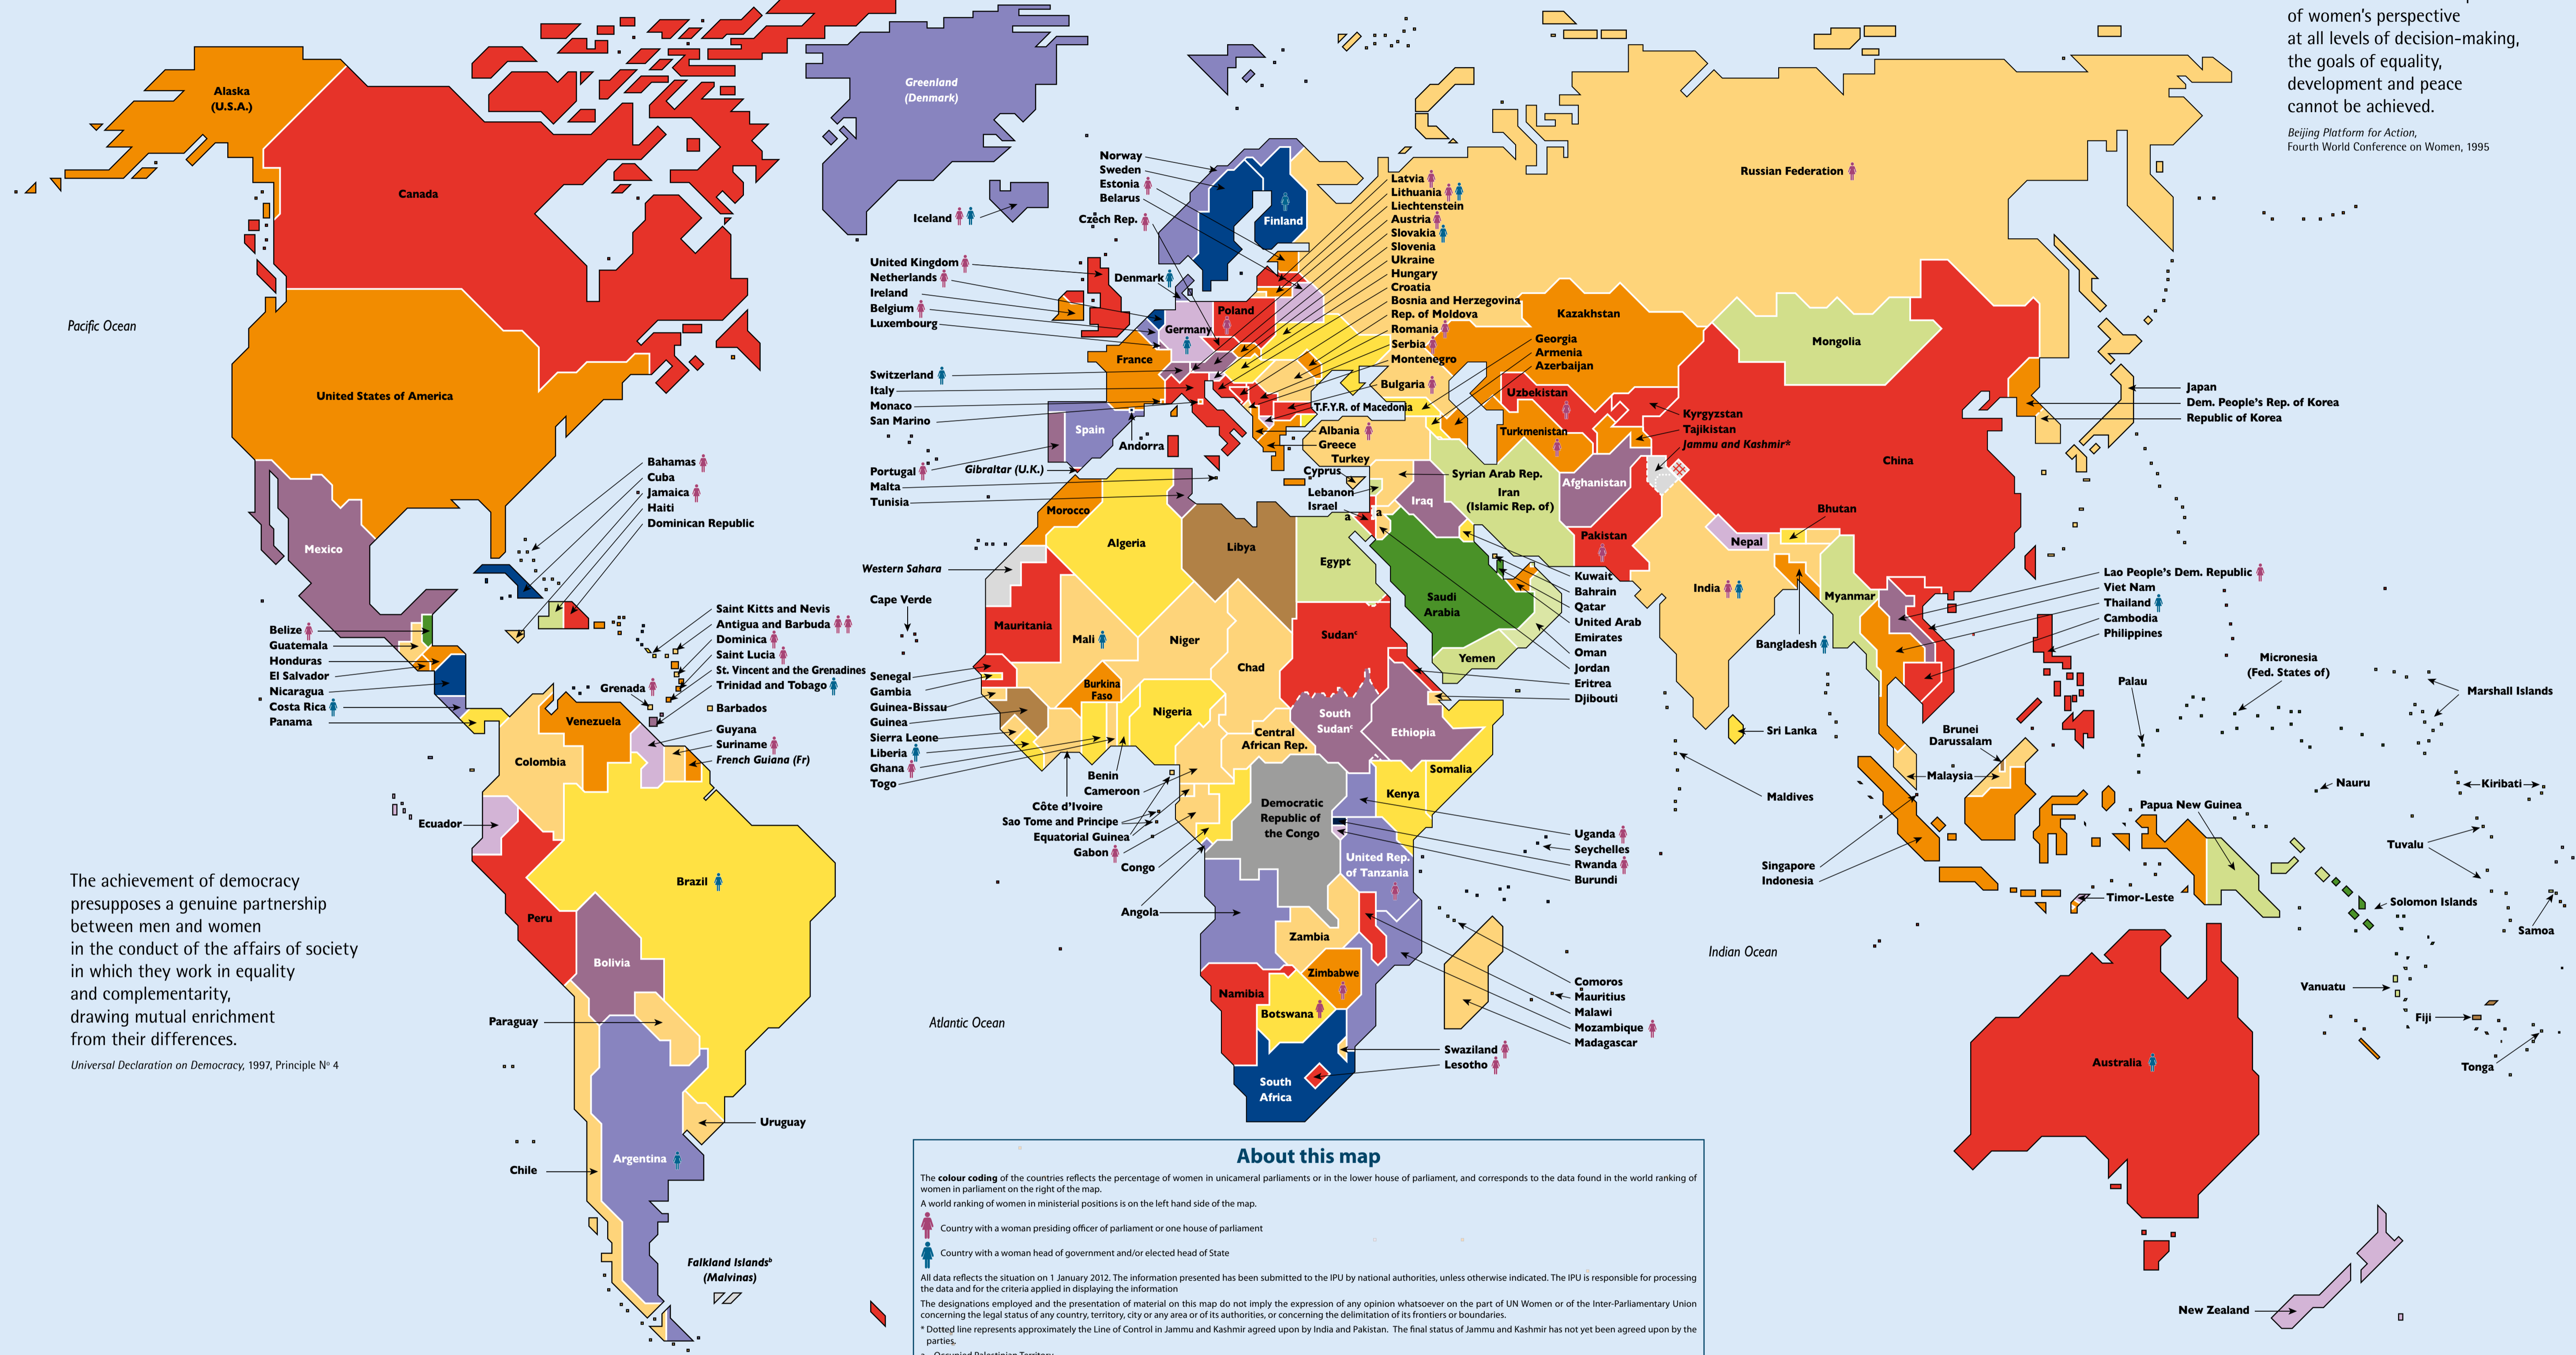 of women's perspective
at all levels of decision-making,
the goals of equality,
development and peace
cannot be achieved.
Beijing Platform for Action,
Fourth World Conference on Women, 1995
Alaska
(U.S.A.)
Canada
Greenland
(Denmark)
Iceland
Pacific Ocean
United States of America
Mexico
Norway
Sweden
Estonia
Belarus
Czech Rep.
Finland
Latvia
Lithuania
Liechtenstein
Austria
Slovakia
Slovenia
Ukraine
Hungary
Croatia
Bosnia and Herzegovina
Rep. of Moldova
Romania
Serbia
Montenegro
Bulgaria
T.F.Y.R. of Macedonia
Albania
Greece
Turkey
Cyprus
Lebanon
Israel
a
a
United Kingdom
Netherlands
Ireland
Belgium
Luxembourg
Denmark
Poland
Germany
France
Switzerland
Italy
Monaco
San Marino
Spain
Andorra
Portugal
Gibraltar (U.K.)
Malta
Tunisia
Russian Federation
Kazakhstan
Mongolia
Georgia
Armenia
Azerbaijan
Uzbekistan
Turkmenistan
Kyrgyzstan
Tajikistan
Jammu and Kashmir*
China
Japan
Dem. People's Rep. of Korea
Republic of Korea
Syrian Arab Rep.
Iran
(Islamic Rep. of)
Iraq
Afghanistan
Pakistan
Nepal
Bhutan
India
Bangladesh
Myanmar
Lao People's Dem. Republic
Viet Nam
Thailand
Cambodia
Philippines
Bahamas
Cuba
Jamaica
Haiti
Dominican Republic
Saint Kitts and Nevis
Antigua and Barbuda
Dominica
Saint Lucia
St. Vincent and the Grenadines
Trinidad and Tobago
Grenada
Barbados
Guyana
Suriname
French Guiana (Fr)
Belize
Guatemala
Honduras
El Salvador
Nicaragua
Costa Rica
Panama
Venezuela
Colombia
Ecuador
Peru
Brazil
Bolivia
Paraguay
Chile
Argentina
Uruguay
Falkland Islandsᵇ
(Malvinas)
Morocco
Algeria
Libya
Egypt
Western Sahara
Cape Verde
Mauritania
Mali
Niger
Chad
Sudanᶜ
Saudi
Arabia
Yemen
Kuwait
Bahrain
Qatar
United Arab
Emirates
Oman
Jordan
Eritrea
Djibouti
Senegal
Gambia
Guinea-Bissau
Guinea
Sierra Leone
Liberia
Ghana
Togo
Burkina
Faso
Nigeria
Benin
Cameroon
Côte d'Ivoire
Sao Tome and Principe
Equatorial Guinea
Gabon
Congo
Angola
Central
African Rep.
South
Sudanᶜ
Ethiopia
Somalia
Kenya
Democratic
Republic of
the Congo
United Rep.
of Tanzania
Uganda
Seychelles
Rwanda
Burundi
Zambia
Zimbabwe
Namibia
Botswana
South
Africa
Swaziland
Lesotho
Comoros
Mauritius
Malawi
Mozambique
Madagascar
Sri Lanka
Maldives
Brunei
Darussalam
Malaysia
Singapore
Indonesia
Timor-Leste
Palau
Micronesia
(Fed. States of)
Marshall Islands
Nauru
Kiribati
Papua New Guinea
Tuvalu
Solomon Islands
Samoa
Vanuatu
Fiji
Tonga
Australia
New Zealand
Indian Ocean
Atlantic Ocean
The achievement of democracy
presupposes a genuine partnership
between men and women
in the conduct of the affairs of society
in which they work in equality
and complementarity,
drawing mutual enrichment
from their differences.
Universal Declaration on Democracy, 1997, Principle Nº 4
About this map
The colour coding of the countries reflects the percentage of women in unicameral parliaments or in the lower house of parliament, and corresponds to the data found in the world ranking of
women in parliament on the right of the map.
A world ranking of women in ministerial positions is on the left hand side of the map.
Country with a woman presiding officer of parliament or one house of parliament
Country with a woman head of government and/or elected head of State
All data reflects the situation on 1 January 2012. The information presented has been submitted to the IPU by national authorities, unless otherwise indicated. The IPU is responsible for processing
the data and for the criteria applied in displaying the information
The designations employed and the presentation of material on this map do not imply the expression of any opinion whatsoever on the part of UN Women or of the Inter-Parliamentary Union
concerning the legal status of any country, territory, city or any area or of its authorities, or concerning the delimitation of its frontiers or boundaries.
* Dotted line represents approximately the Line of Control in Jammu and Kashmir agreed upon by India and Pakistan. The final status of Jammu and Kashmir has not yet been agreed upon by the
parties.
Occupied Palestinian Territory